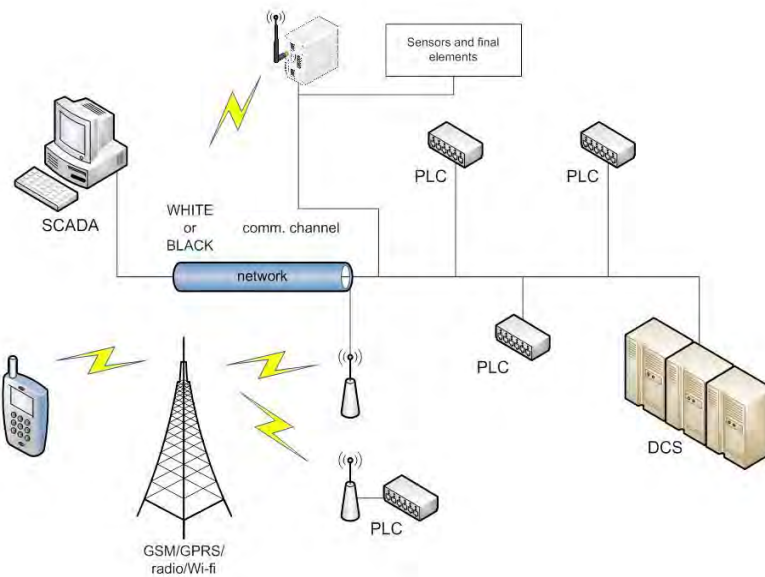 Sensors and final
elements
PLC
PLC
SCADA
WHITE
or
BLACK
comm. channel
network
PLC
DCS
PLC
GSM/GPRS/
radio/Wi-fi